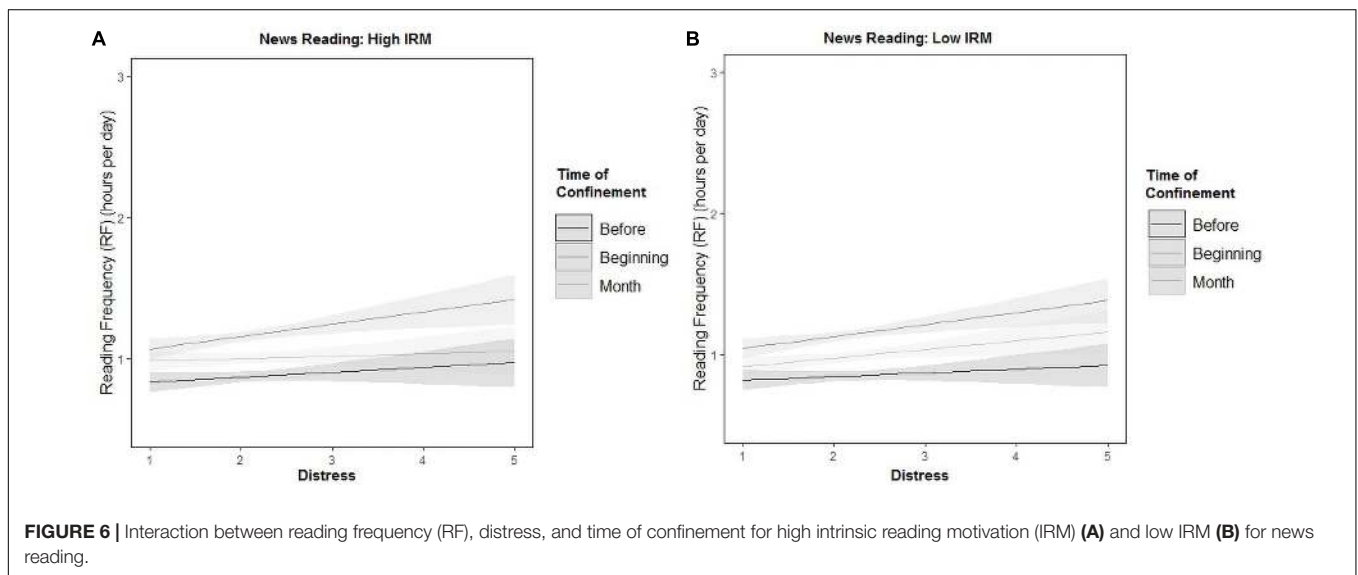 A
News Reading: High IRM
3
2
1
Reading Frequency (RF) (hours per day)
1 2 3 4 5
Distress
Time of
Confinement
Before
Beginning
Month
B
News Reading: Low IRM
3
2
1
Reading Frequency (RF) (hours per day)
1 2 3 4 5
Distress
Time of
Confinement
Before
Beginning
Month
FIGURE 6 | Interaction between reading frequency (RF), distress, and time of confinement for high intrinsic reading motivation (IRM) (A) and low IRM (B) for news
reading.